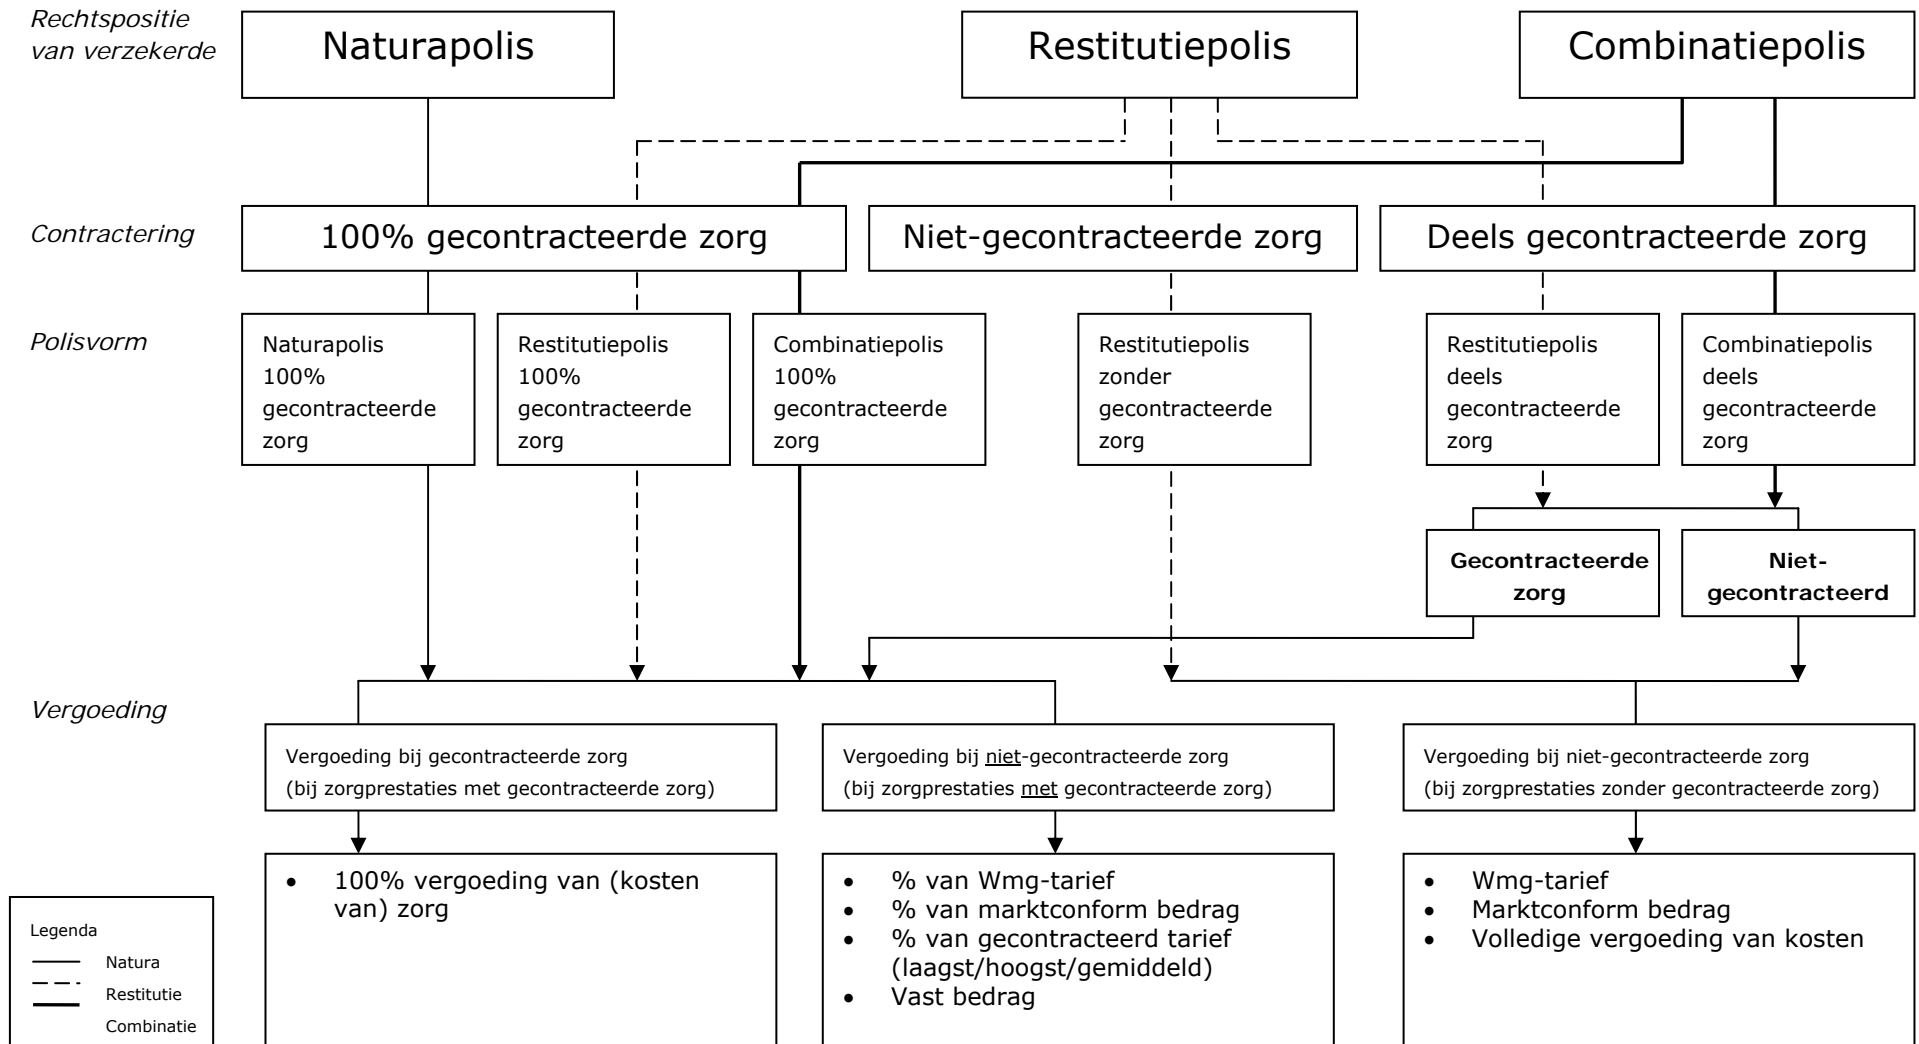 Rechtspositie
van verzekerde
Naturapolis
Restitutiepolis
Combinatiepolis
Contractering
100% gecontracteerde zorg
Niet-gecontracteerde zorg
Deels gecontracteerde zorg
Polisvorm
Naturapolis
100%
gecontracteerde
zorg
Restitutiepolis
100%
gecontracteerde
zorg
Combinatiepolis
100%
gecontracteerde
zorg
Restitutiepolis
zonder
gecontracteerde
zorg
Restitutiepolis
deels
gecontracteerde
zorg
Combinatiepolis
deels
gecontracteerde
zorg
Gecontracteerde
zorg
Niet-
gecontracteerd
Vergoeding
Vergoeding bij gecontracteerde zorg
(bij zorgprestaties met gecontracteerde zorg)
Vergoeding bij niet-gecontracteerde zorg
(bij zorgprestaties met gecontracteerde zorg)
Vergoeding bij niet-gecontracteerde zorg
(bij zorgprestaties zonder gecontracteerde zorg)
• 100% vergoeding van (kosten
van) zorg
• % van Wmg-tarief
• % van marktconform bedrag
• % van gecontracteerd tarief
(laagst/hoogst/gemiddeld)
• Vast bedrag
• Wmg-tarief
• Marktconform bedrag
• Volledige vergoeding van kosten
Legenda
Natura
Restitutie
Combinatie